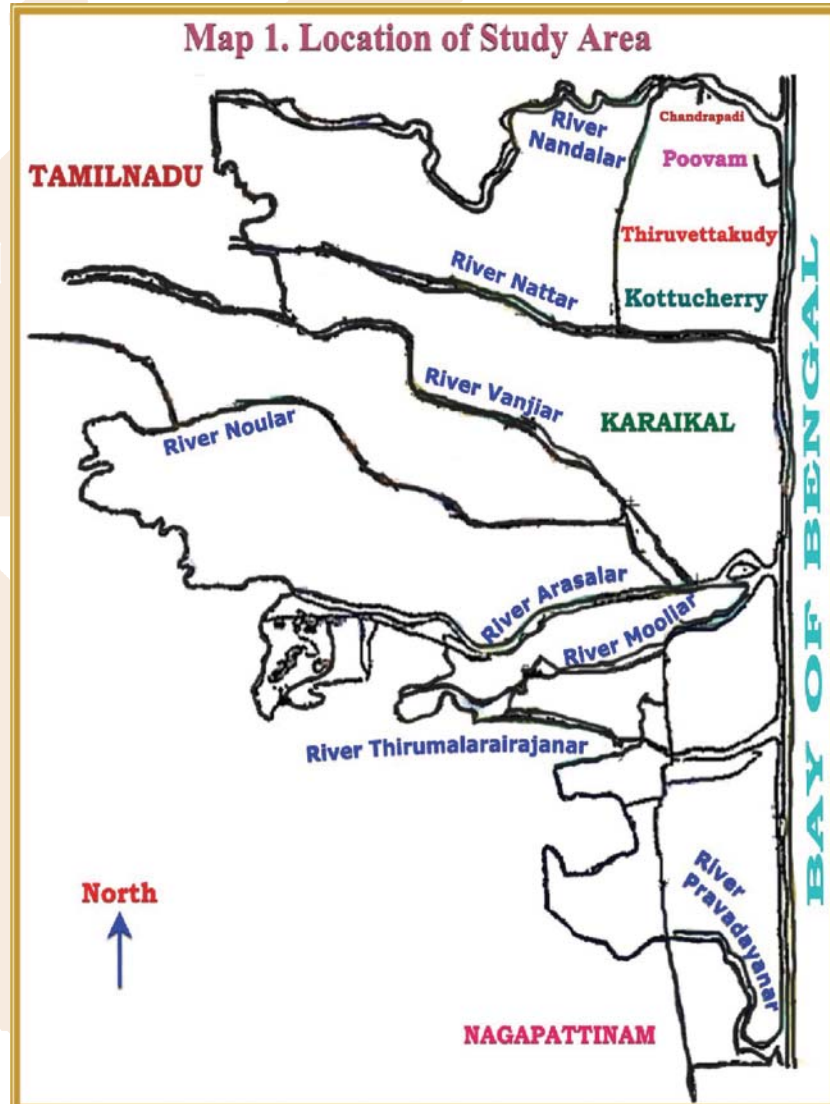 Map 1. Location of Study Area
River
Nandalar
Chandrapadi
TAMILNADU
Poovam
Thiruvettakudy
River Nattar
Kottucherry
River Vanjiar
KARAIKAL
River Noular
BAY OF BENGAL
River Arasalar
River Moollar
River Thirumalarairajanar
River
Pravadayanar
North
NAGAPATTINAM